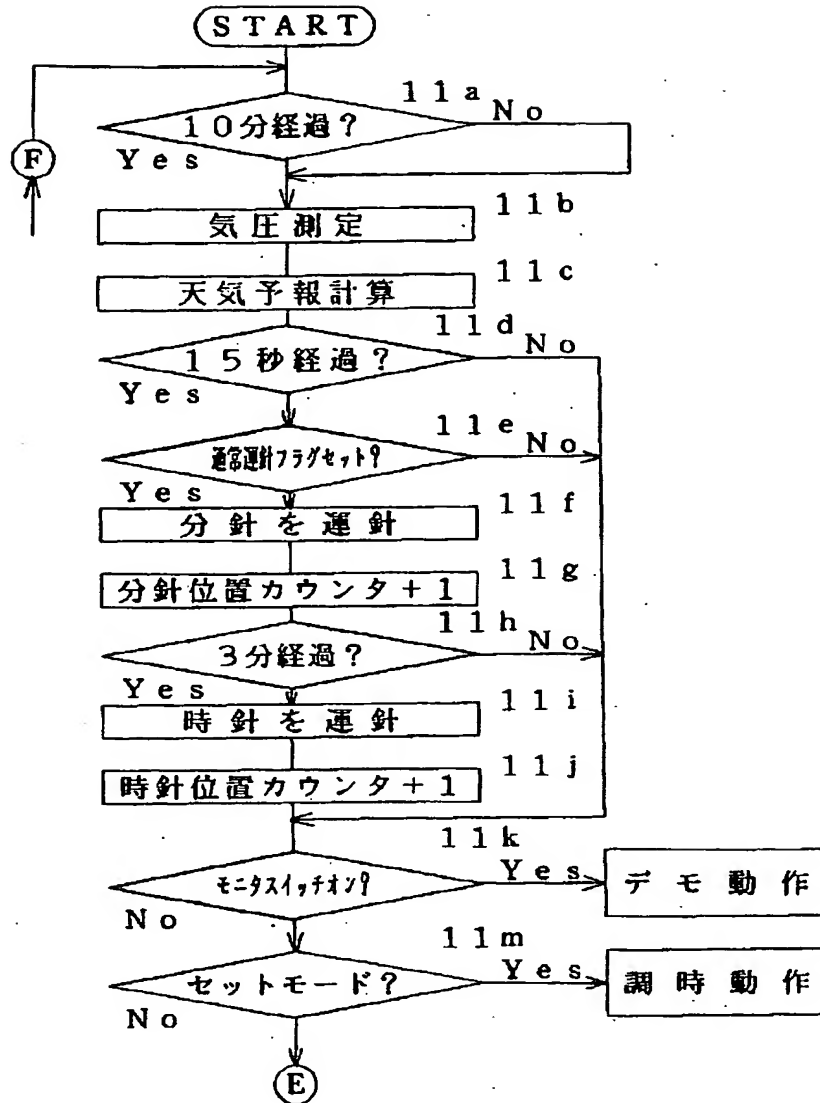 START
11a
10分経過?
No
Yes
F
11b
気圧測定
11c
天気予報計算
11d
15秒経過?
No
Yes
11e
通常運針フラグセット?
No
Yes
11f
分針を運針
11g
分針位置カウンタ+1
11h
3分経過?
No
Yes
11i
時針を運針
11j
時針位置カウンタ+1
11k
モニタスイッチオン?
Yes
デモ動作
No
11m
セットモード?
Yes
調時動作
No
E